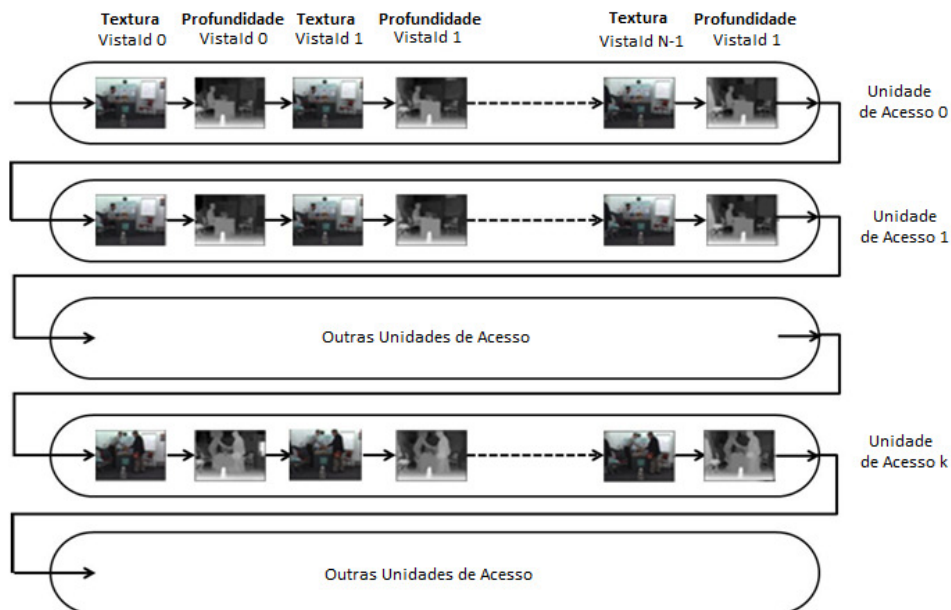 Textura Profundidade Textura Profundidade Textura Profundidade
VistaId 0 VistaId 0 VistaId 1 VistaId 1 VistaId N-1 VistaId 1
Unidade
de Acesso 0
Unidade
de Acesso 1
Outras Unidades de Acesso
Unidade
de Acesso k
Outras Unidades de Acesso